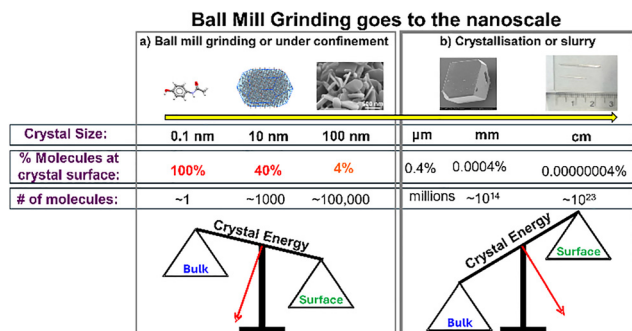 Ball Mill Grinding goes to the nanoscale
a) Ball mill grinding or under confinement
b) Crystallisation or slurry
Crystal Size: 0.1 nm 10 nm 100 nm µm mm cm
% Molecules at crystal surface: 100% 40% 4% 0.4% 0.0004% 0.00000004%
# of molecules: ~1 ~1000 ~100,000 millions ~10¹⁴ ~10²³
Crystal Energy
Bulk
Surface
Crystal Energy
Surface
Bulk